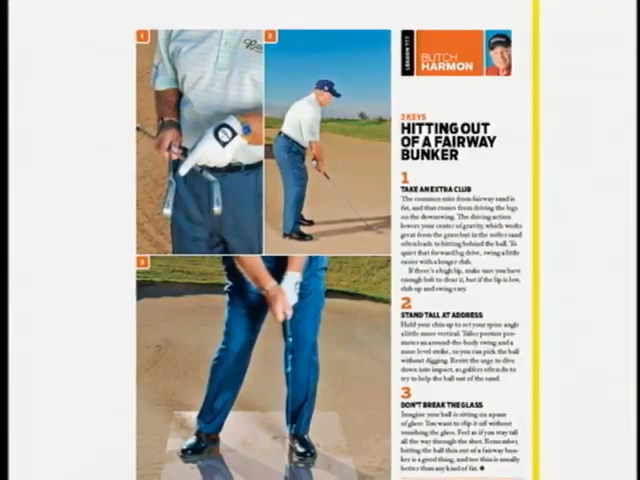 1
2
LESSON TEE
BUTCH
HARMON
3 KEYS
HITTING OUT
OF A FAIRWAY
BUNKER
1
TAKE AN EXTRA CLUB
The common miss from fairway sand is
fat, and that comes from driving the legs
on the downswing. The driving action
lowers your center of gravity, which works
great from the grass but in the softer sand
often leads to hitting behind the ball. To
quiet that forward leg drive, swing a little
easier with a longer club.
If there's a high lip, make sure you have
enough loft to clear it, but if the lip is low,
club up and swing easy.
2
STAND TALL AT ADDRESS
Hold your chin up to set your spine angle
a little more vertical. Taller posture pro-
motes an around-the-body swing and a
more level strike, so you can pick the ball
without digging. Resist the urge to dive
down into impact, as golfers often do to
try to help the ball out of the sand.
3
DON'T BREAK THE GLASS
Imagine your ball is sitting on a pane
of glass. You want to clip it off without
smashing the glass. Feel as if you stay tall
all the way through the shot. Remember,
hitting the ball thin out of a fairway bun-
ker is a good thing, and too thin is usually
better than any kind of fat.
3